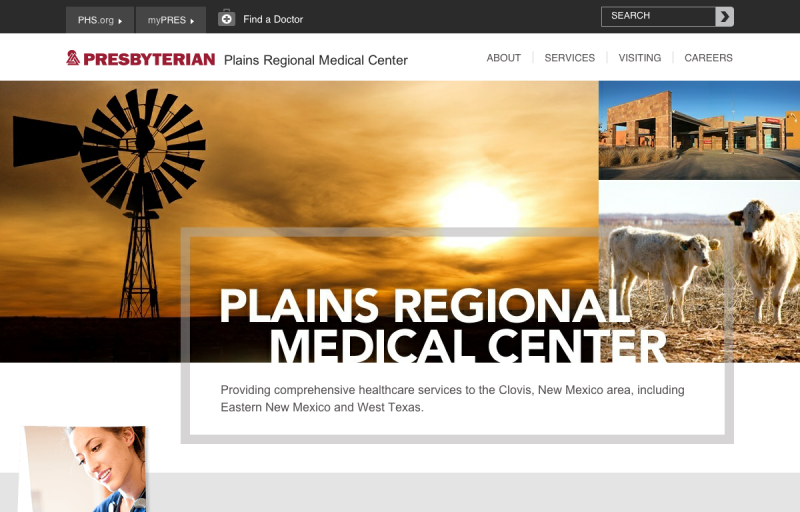 PHS.org
myPRES
Find a Doctor
SEARCH
PRESBYTERIAN Plains Regional Medical Center
ABOUT
SERVICES
VISITING
CAREERS
PLAINS REGIONAL
MEDICAL CENTER
Providing comprehensive healthcare services to the Clovis, New Mexico area, including
Eastern New Mexico and West Texas.